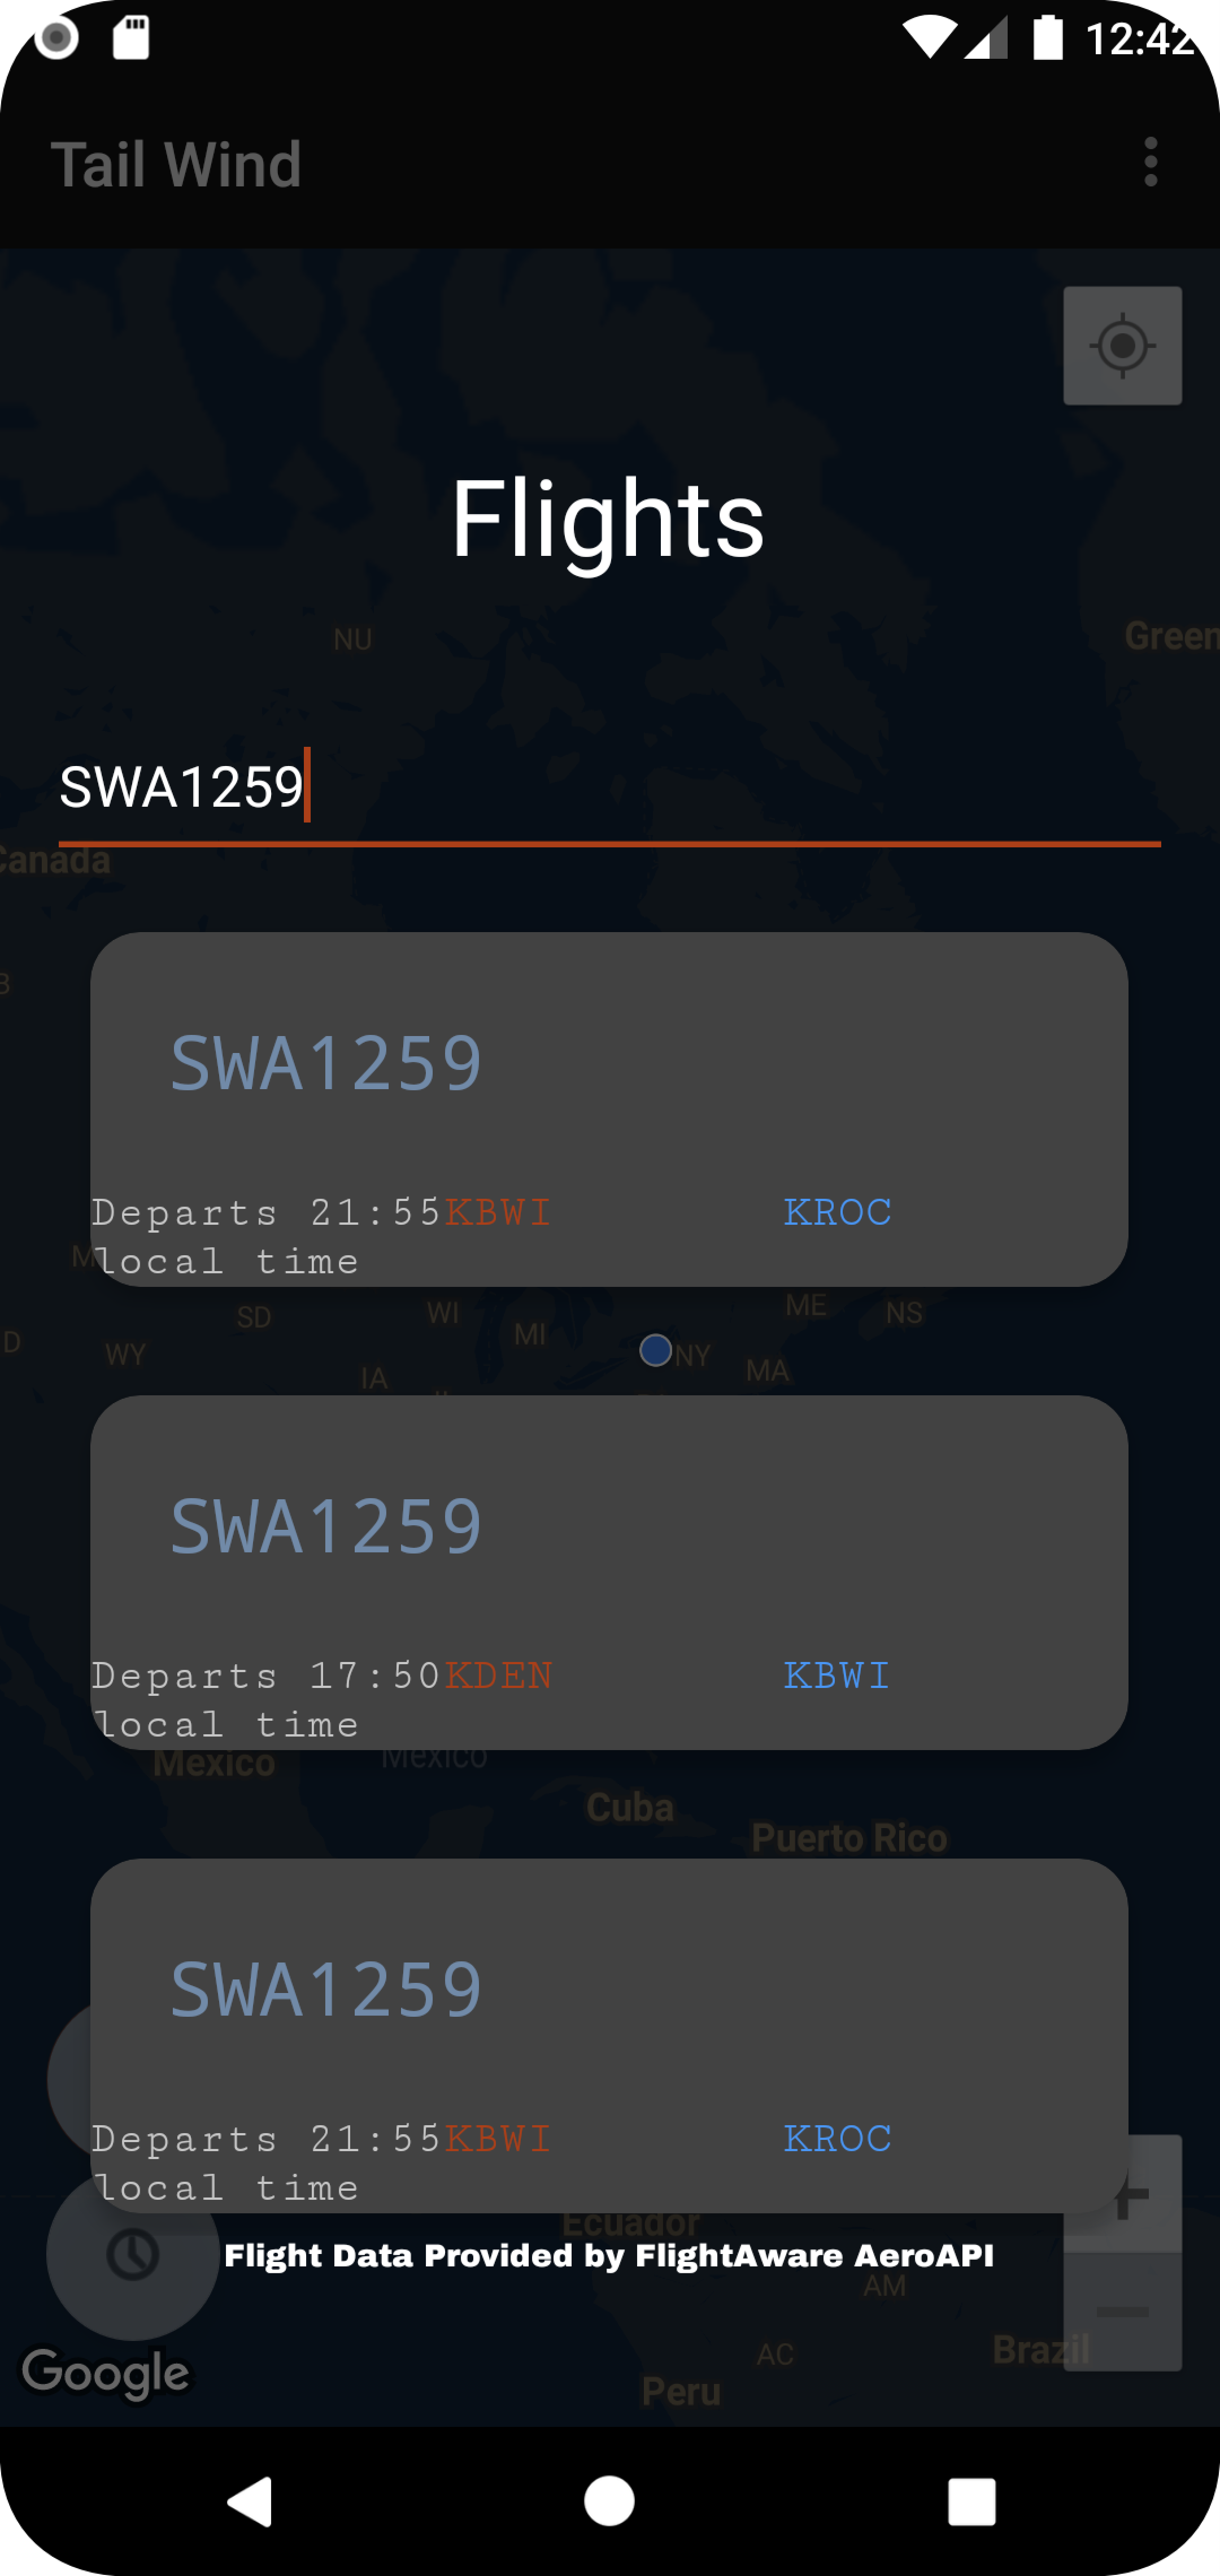 12:42
Tail Wind
Flights
NU
Green
SWA1259
Canada
B
SWA1259
Departs 21:55 KBWI KROC
local time
M
SD
WI
MI
ME
NS
D
WY
IA
NY
MA
SWA1259
Departs 17:50 KDEN KBWI
local time
Mexico
Mexico
Cuba
Puerto Rico
SWA1259
Departs 21:55 KBWI KROC
local time
Ecuador
Flight Data Provided by FlightAware AeroAPI
AM
AC
Brazil
Google
Peru